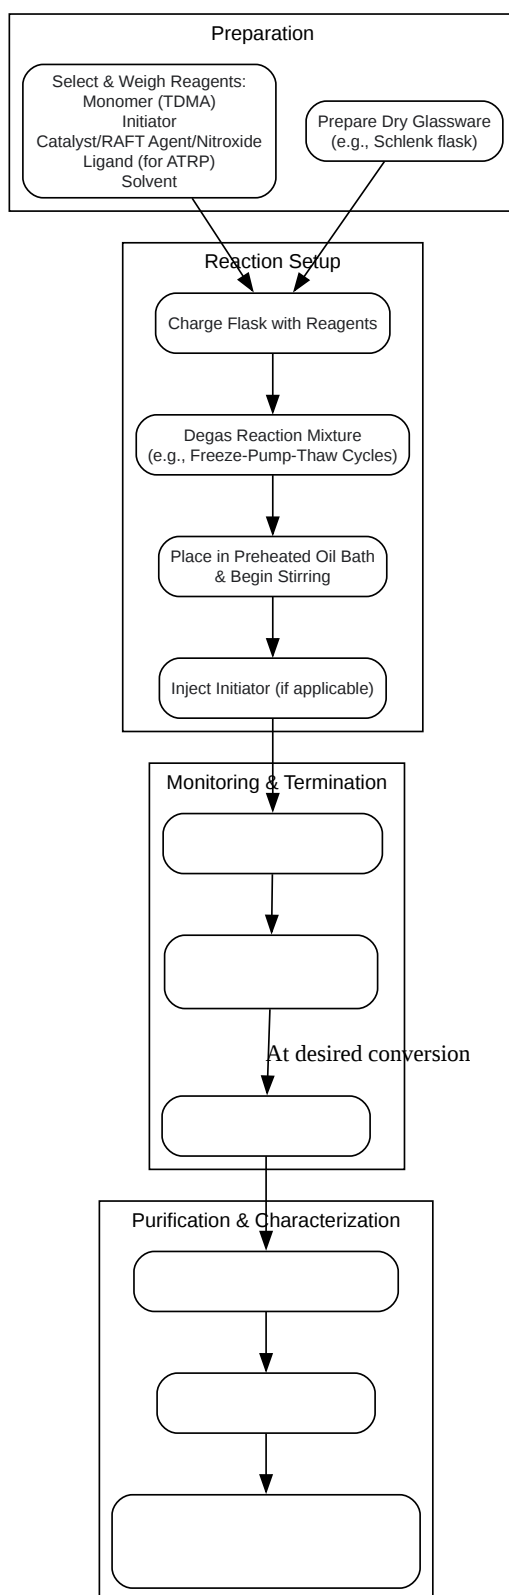 Preparation
Select & Weigh Reagents:
Monomer (TDMA)
Initiator
Catalyst/RAFT Agent/Nitroxide
Ligand (for ATRP)
Solvent
Prepare Dry Glassware
(e.g., Schlenk flask)
Reaction Setup
Charge Flask with Reagents
Degas Reaction Mixture
(e.g., Freeze-Pump-Thaw Cycles)
Place in Preheated Oil Bath
& Begin Stirring
Inject Initiator (if applicable)
Monitoring & Termination
At desired conversion
Purification & Characterization